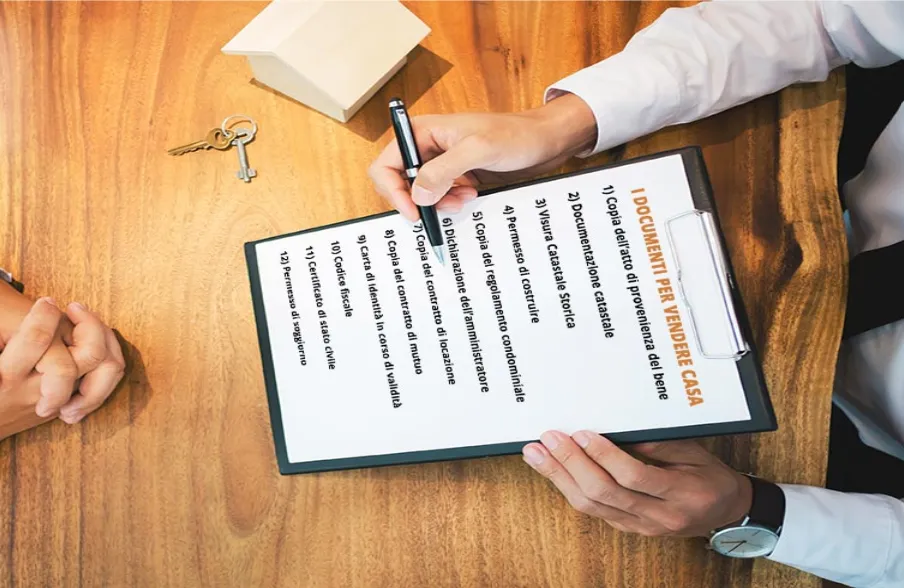 I DOCUMENTI PER VENDERE CASA
1) Copia dell'atto di provenienza del bene
2) Documentazione catastale
3) Visura Catastale Storica
4) Permesso di costruire
5) Copia del regolamento condominiale
6) Dichiarazione dell'amministratore
7) Copia del contratto di locazione
8) Copia del contratto di mutuo
9) Carta di identità in corso di validità
10) Codice fiscale
11) Certificato di stato civile
12) Permesso di soggiorno